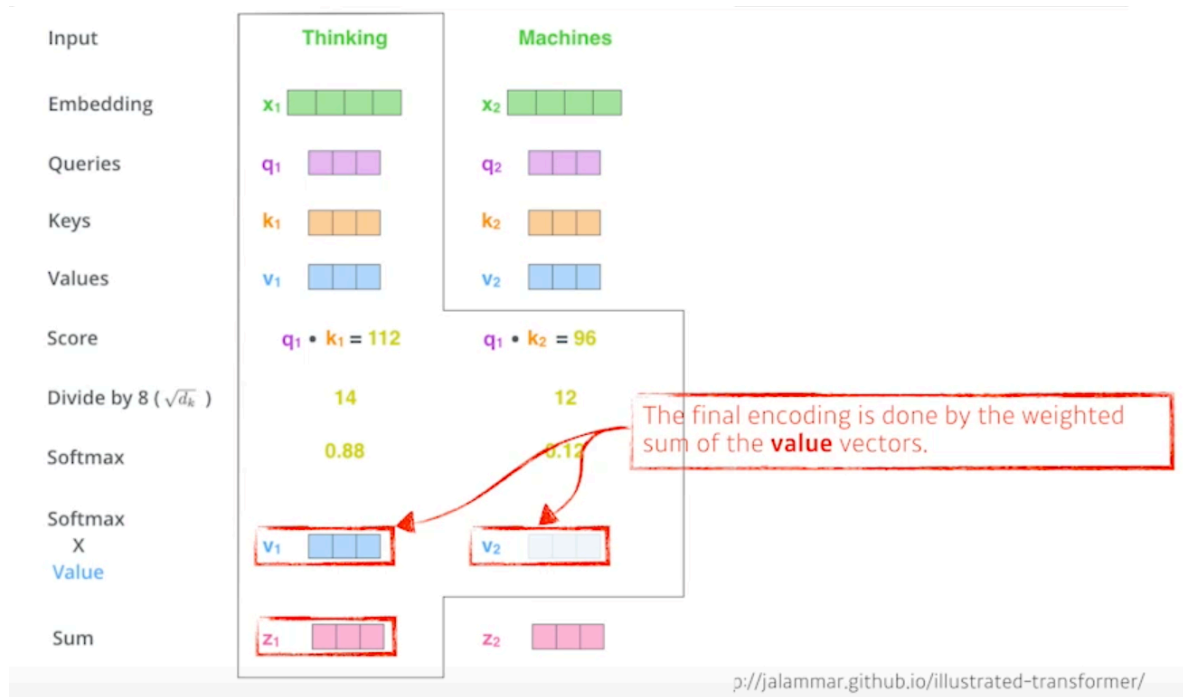 Input Thinking Machines
Embedding x₁ x₂
Queries q₁ q₂
Keys k₁ k₂
Values v₁ v₂
Score q₁ • k₁ = 112 q₁ • k₂ = 96
Divide by 8 ( √dₖ ) 14 12
The final encoding is done by the weighted
sum of the value vectors.
Softmax 0.88 0.12
Softmax
X
Value
v₁ v₂
Sum z₁ z₂
p://jalammar.github.io/illustrated-transformer/